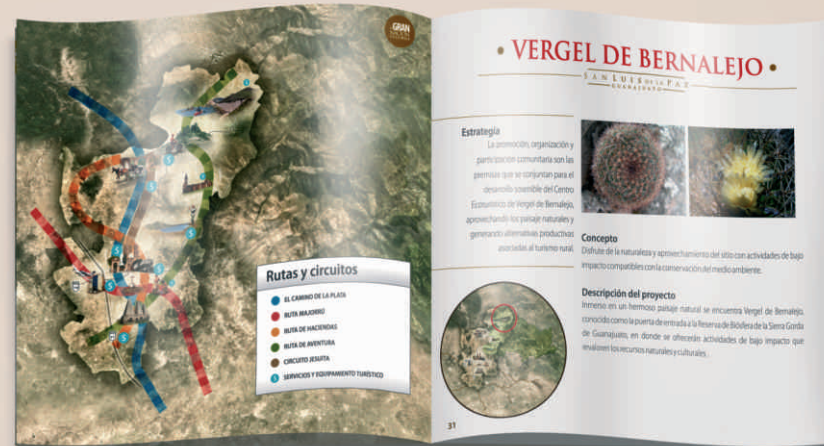 GRAN
Rutas y circuitos
EL CAMINO DE LA PLATA
RUTA MAJORRÚ
RUTA DE HACIENDAS
RUTA DE AVENTURA
CIRCUITO JESUITA
S SERVICIOS Y EQUIPAMIENTO TURÍSTICO
• VERGEL DE BERNALEJO •
SAN LUIS DE LA PAZ
GUANAJUATO
Estrategia
La promoción, organización y
participación comunitaria son las
premisas que se conjuntan para el
desarrollo sostenible del Centro
Ecoturístico de Vergel de Bernalejo,
aprovechando los paisaje naturales y
generando alternativas productivas
asociadas al turismo rural.
Concepto
Disfrute de la naturaleza y aprovechamiento del sitio con actividades de bajo
impacto compatibles con la conservación del medio ambiente.
Descripción del proyecto
Inmerso en un hermoso paisaje natural se encuentra Vergel de Bernalejo,
conocido como la puerta de entrada a la Reserva de Biósfera de la Sierra Gorda
de Guanajuato, en donde se ofrecerán actividades de bajo impacto que
revaloren los recursos naturales y culturales.
31